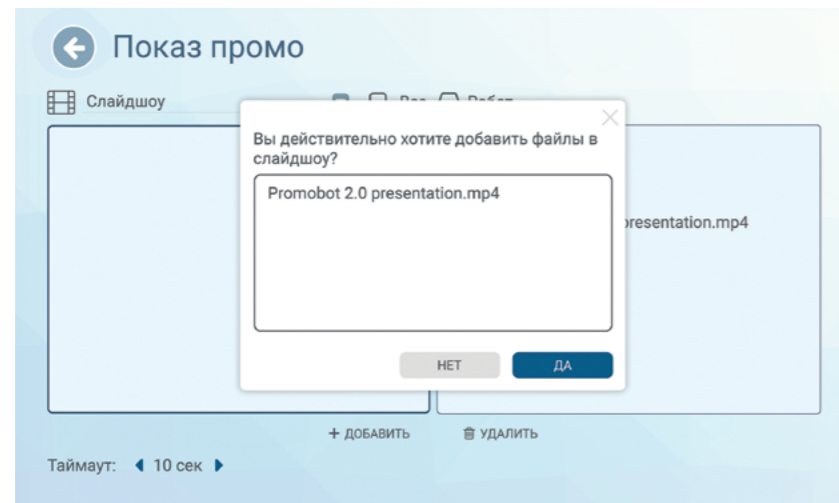 Показ промо
Слайдшоу
Вы действительно хотите добавить файлы в
слайдшоу?
Promobot 2.0 presentation.mp4
presentation.mp4
НЕТ
ДА
+ ДОБАВИТЬ
УДАЛИТЬ
Таймаут: 10 сек